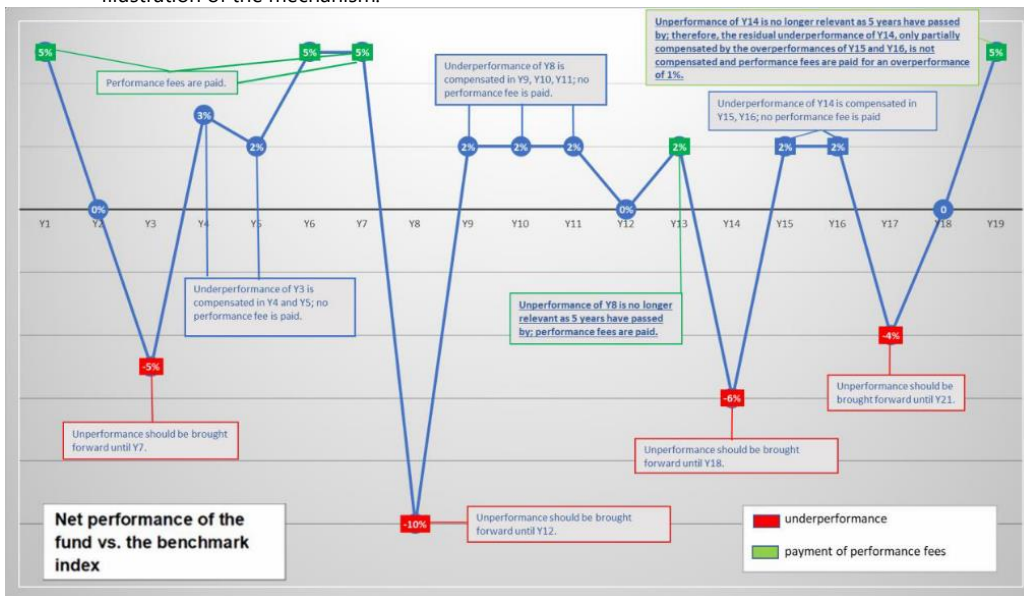 illustration of the mechanism.
Unperformance of Y14 is no longer relevant as 5 years have passed
by; therefore, the residual underperformance of Y14, only partially
compensated by the overperformances of Y15 and Y16, is not
compensated and performance fees are paid for an overperformance
of 1%.
5%
5%
5%
5%
Performance fees are paid.
Underperformance of Y8 is
compensated in Y9, Y10, Y11; no
performance fee is paid.
Underperformance of Y14 is compensated in
Y15, Y16; no performance fee is paid
3%
2%
2%
2%
2%
2%
2%
2%
0%
0%
0
Y1
Y2
Y3
Y4
Y5
Y6
Y7
Y8
Y9
Y10
Y11
Y12
Y13
Y14
Y15
Y16
Y17
Y18
Y19
Underperformance of Y3 is
compensated in Y4 and Y5; no
performance fee is paid.
Unperformance of Y8 is no longer
relevant as 5 years have passed
by; performance fees are paid.
-5%
-4%
-6%
Unperformance should be
brought forward until Y21.
Unperformance should be brought
forward until Y7.
Unperformance should be brought
forward until Y18.
-10%
Unperformance should be brought
forward until Y12.
Net performance of the
fund vs. the benchmark
index
underperformance
payment of performance fees